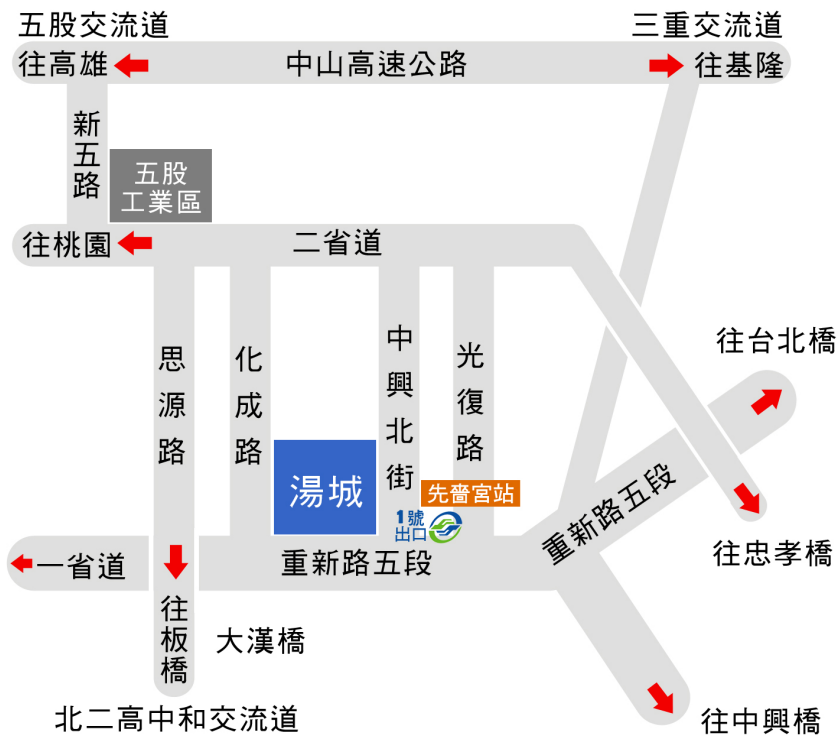 五股交流道
三重交流道
往高雄
中山高速公路
往基隆
新五路
五股
工業區
往桃園
二省道
思源路
化成路
中興北街
光復路
往台北橋
湯城
先嗇宮站
1號
出口
重新路五段
一省道
重新路五段
往忠孝橋
往板橋
大漢橋
北二高中和交流道
往中興橋